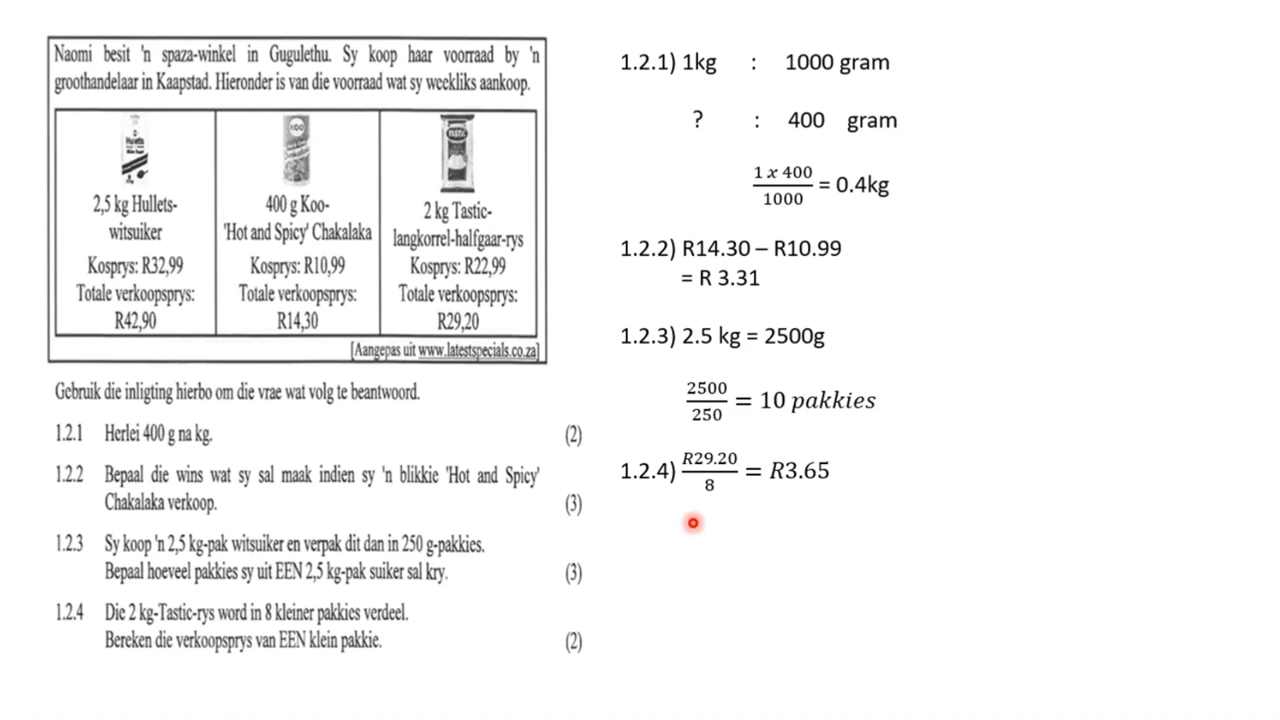 Naomi besit 'n spaza-winkel in Gugulethu. Sy koop haar voorraad by 'n
groothandelaar in Kaapstad. Hieronder is van die voorraad wat sy weekliks aankoop.
Huletts
2,5 kg Hullets-
witsuiker
Kosprys: R32,99
Totale verkoopsprys:
R42,90
KOO
400 g Koo-
'Hot and Spicy' Chakalaka
Kosprys: R10,99
Totale verkoopsprys:
R14,30
TASTIC
2 kg Tastic-
langkorrel-halfgaar-rys
Kosprys: R22,99
Totale verkoopsprys:
R29,20
[Aangepas uit www.latestspecials.co.za]
Gebruik die inligting hierbo om die vrae wat volg te beantwoord.
1.2.1 Herlei 400 g na kg. (2)
1.2.2 Bepaal die wins wat sy sal maak indien sy 'n blikkie 'Hot and Spicy'
Chakalaka verkoop. (3)
1.2.3 Sy koop 'n 2,5 kg-pak witsuiker en verpak dit dan in 250 g-pakkies.
Bepaal hoeveel pakkies sy uit EEN 2,5 kg-pak suiker sal kry. (3)
1.2.4 Die 2 kg-Tastic-rys word in 8 kleiner pakkies verdeel.
Bereken die verkoopsprys van EEN klein pakkie. (2)
1.2.1) 1kg : 1000 gram
? : 400 gram
1 x 400
1000
= 0.4kg
1.2.2) R14.30 – R10.99
= R 3.31
1.2.3) 2.5 kg = 2500g
2500
250
= 10 pakkies
1.2.4)
R29.20
8
= R3.65